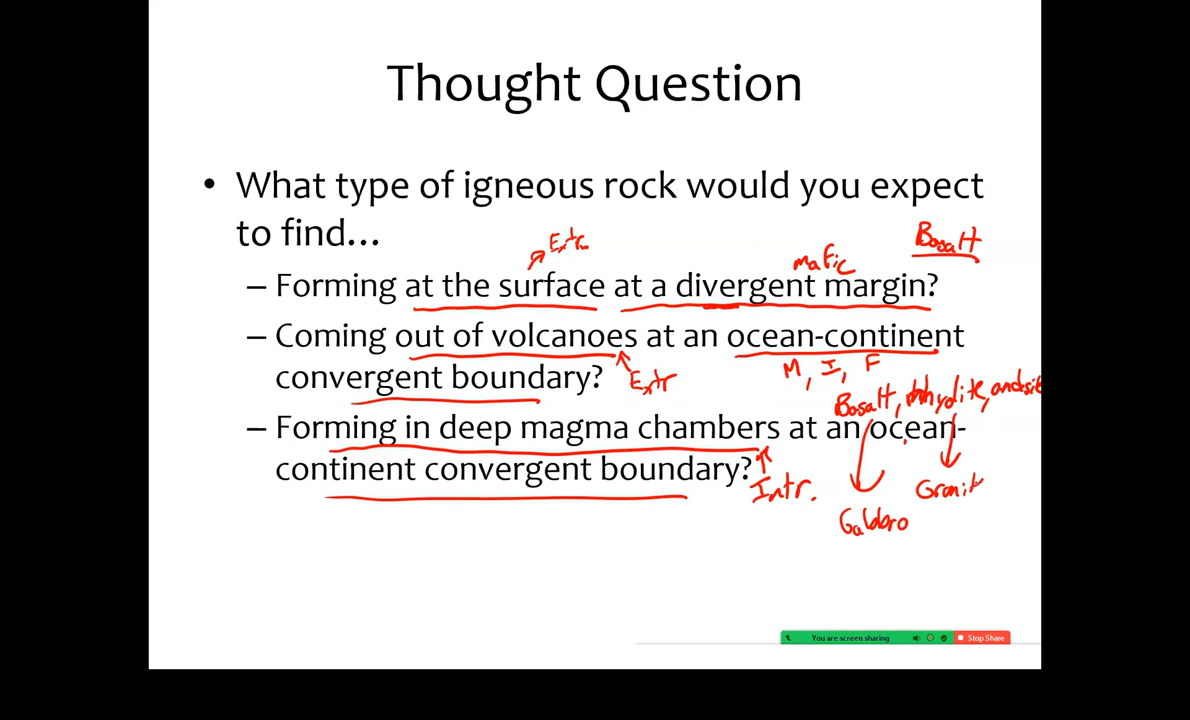 Thought Question
• What type of igneous rock would you expect
to find...
Extr
Basalt
mafic
– Forming at the surface at a divergent margin?
– Coming out of volcanoes at an ocean-continent
convergent boundary?
Extr
M, I, F
Basalt, rhyolite, andesit
– Forming in deep magma chambers at an ocean-
continent convergent boundary?
Intr.
Granit
Gabbro
You are screen sharing
Stop Share